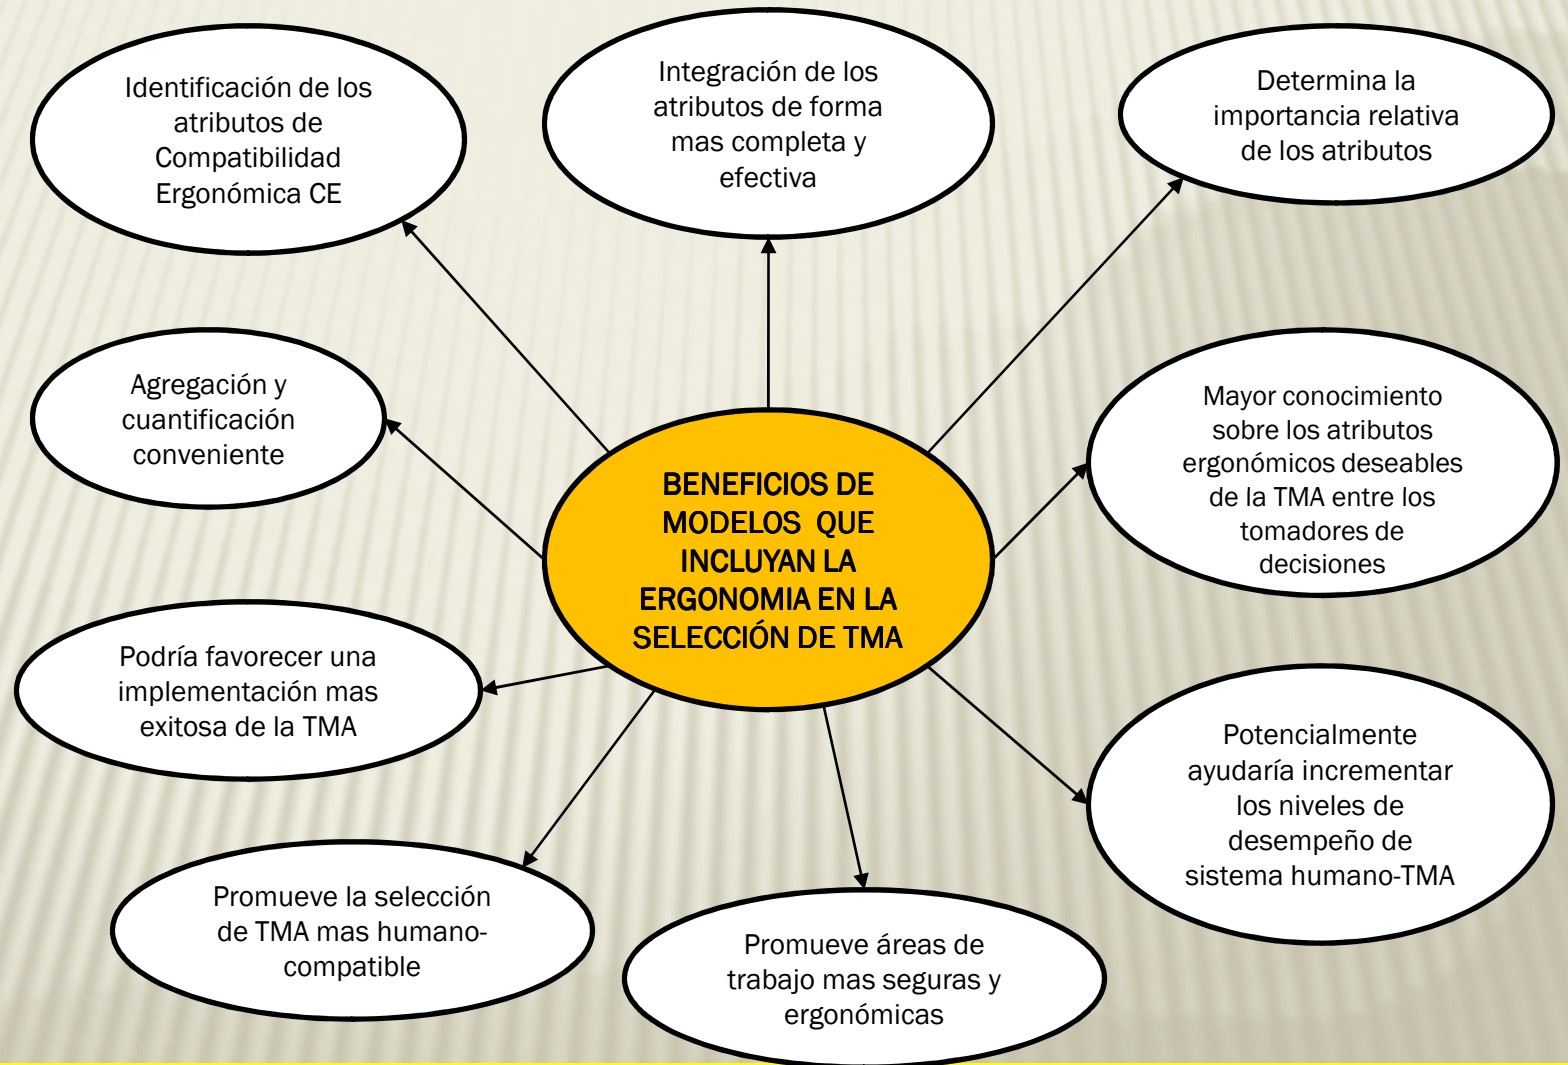 Identificación de los
atributos de
Compatibilidad
Ergonómica CE
Integración de los
atributos de forma
mas completa y
efectiva
Determina la
importancia relativa
de los atributos
Agregación y
cuantificación
conveniente
BENEFICIOS DE
MODELOS QUE
INCLUYAN LA
ERGONOMIA EN LA
SELECCIÓN DE TMA
Mayor conocimiento
sobre los atributos
ergonómicos deseables
de la TMA entre los
tomadores de
decisiones
Podría favorecer una
implementación mas
exitosa de la TMA
Potencialmente
ayudaría incrementar
los niveles de
desempeño de
sistema humano-TMA
Promueve la selección
de TMA mas humano-
compatible
Promueve áreas de
trabajo mas seguras y
ergonómicas